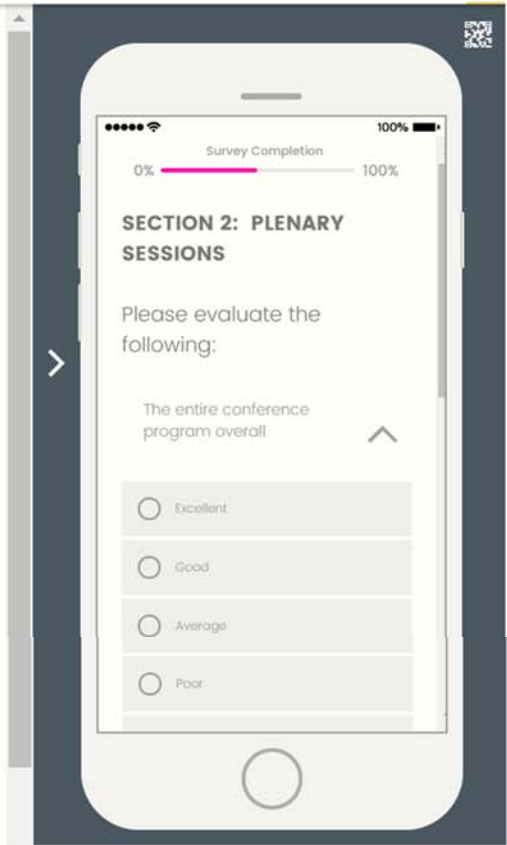 100%
Survey Completion
0% 100%
SECTION 2: PLENARY
SESSIONS
Please evaluate the
following:
The entire conference
program overall
Excellent
Good
Average
Poor